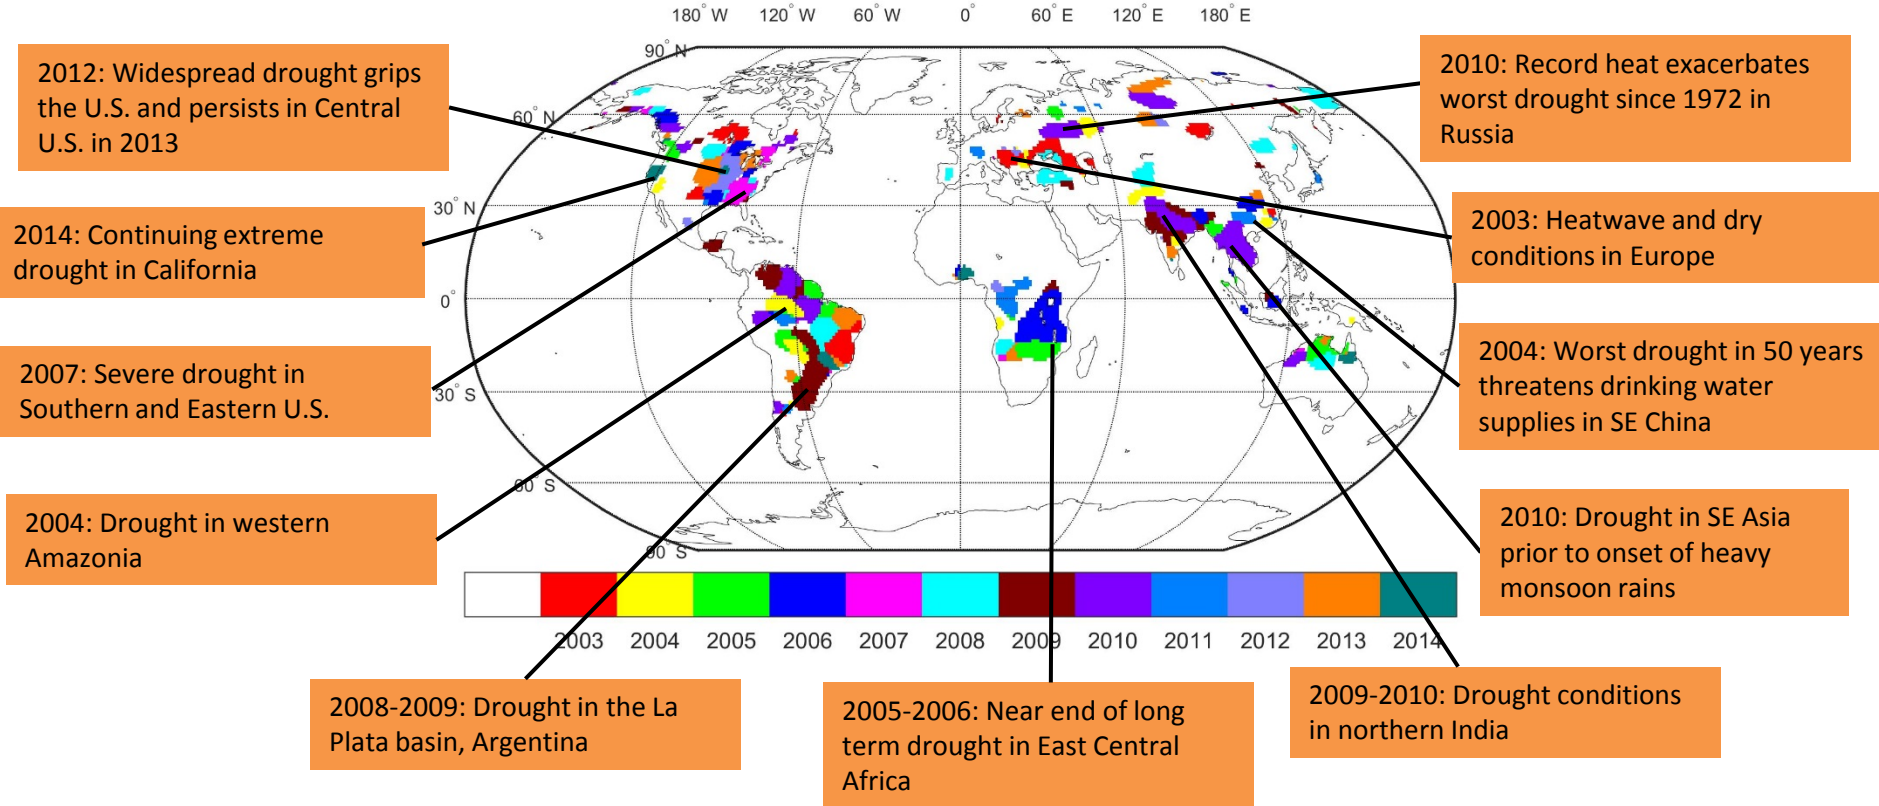 180° W 120° W 60° W 0° 60° E 120° E 180° E
90° N
60° N
30° N
0°
30° S
60° S
90° S
2012: Widespread drought grips
the U.S. and persists in Central
U.S. in 2013
2014: Continuing extreme
drought in California
2007: Severe drought in
Southern and Eastern U.S.
2004: Drought in western
Amazonia
2010: Record heat exacerbates
worst drought since 1972 in
Russia
2003: Heatwave and dry
conditions in Europe
2004: Worst drought in 50 years
threatens drinking water
supplies in SE China
2010: Drought in SE Asia
prior to onset of heavy
monsoon rains
2003 2004 2005 2006 2007 2008 2009 2010 2011 2012 2013 2014
2008-2009: Drought in the La
Plata basin, Argentina
2005-2006: Near end of long
term drought in East Central
Africa
2009-2010: Drought conditions
in northern India